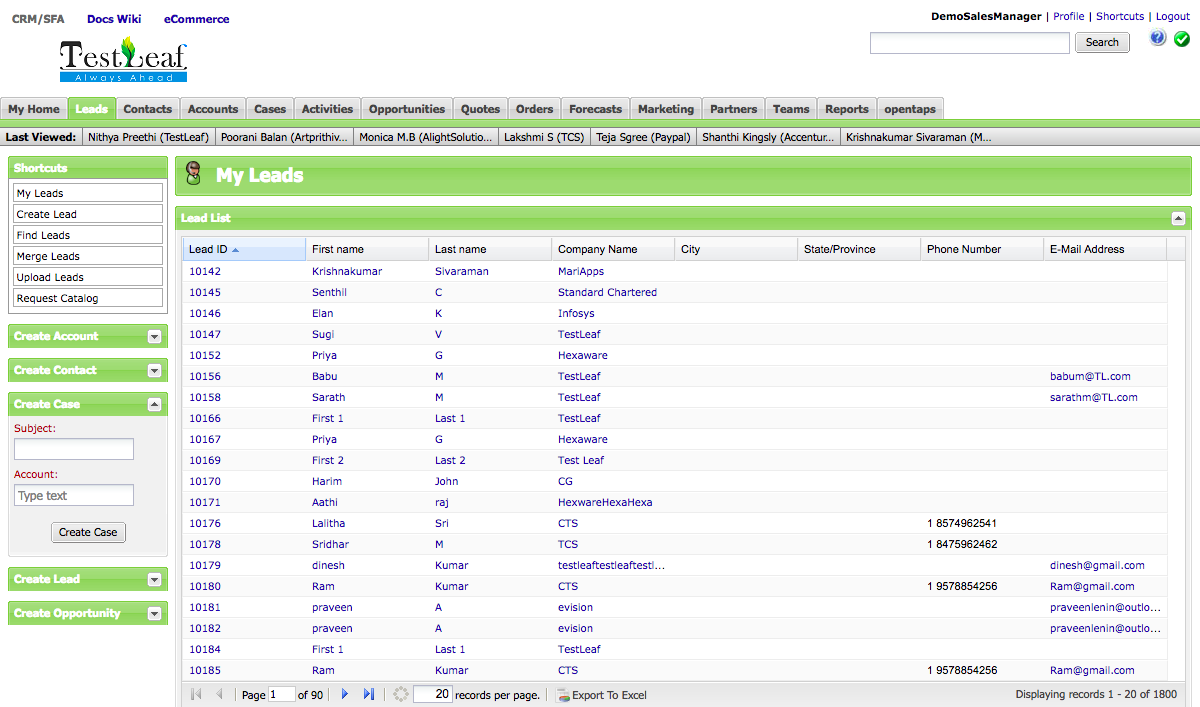 CRM/SFA Docs Wiki eCommerce
DemoSalesManager | Profile | Shortcuts | Logout
TestLeaf
Always Ahead
Search
My Home Leads Contacts Accounts Cases Activities Opportunities Quotes Orders Forecasts Marketing Partners Teams Reports opentaps
Last Viewed: Nithya Preethi (TestLeaf) Poorani Balan (Artprithiv... Monica M.B (AlightSolutio... Lakshmi S (TCS) Teja Sgree (Paypal) Shanthi Kingsly (Accentur... Krishnakumar Sivaraman (M...
Shortcuts
My Leads
Create Lead
Find Leads
Merge Leads
Upload Leads
Request Catalog
Create Account
Create Contact
Create Case
Subject:
Account:
Type text
Create Case
Create Lead
Create Opportunity
My Leads
Lead List
Lead ID First name Last name Company Name City State/Province Phone Number E-Mail Address
10142 Krishnakumar Sivaraman MariApps
10145 Senthil C Standard Chartered
10146 Elan K Infosys
10147 Sugi V TestLeaf
10152 Priya G Hexaware
10156 Babu M TestLeaf babum@TL.com
10158 Sarath M TestLeaf sarathm@TL.com
10166 First 1 Last 1 TestLeaf
10167 Priya G Hexaware
10169 First 2 Last 2 Test Leaf
10170 Harim John CG
10171 Aathi raj HexwareHexaHexa
10176 Lalitha Sri CTS 1 8574962541
10178 Sridhar M TCS 1 8475962462
10179 dinesh Kumar testleaftestleaftestl... dinesh@gmail.com
10180 Ram Kumar CTS 1 9578854256 Ram@gmail.com
10181 praveen A evision praveenlenin@outlo...
10182 praveen A evision praveenlenin@outlo...
10184 First 1 Last 1 TestLeaf
10185 Ram Kumar CTS 1 9578854256 Ram@gmail.com
Page 1 of 90 20 records per page. Export To Excel Displaying records 1 - 20 of 1800